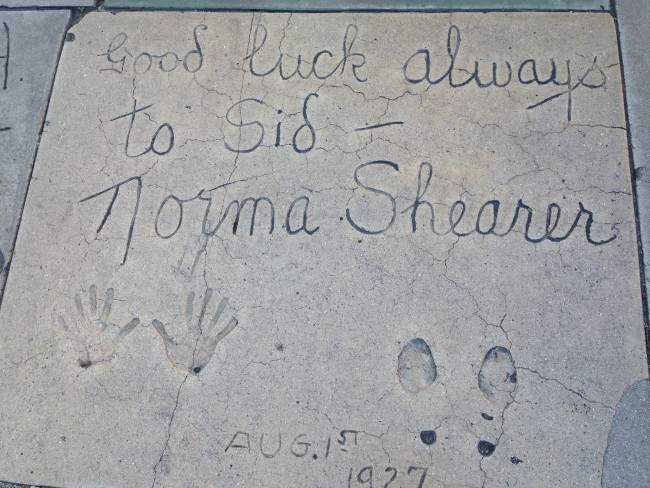 Good luck always
to Sid —
Norma Shearer
AUG. 1ST
1927